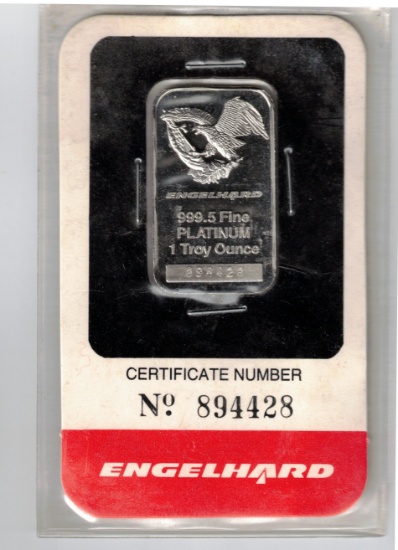 ENGELHARD
999.5 Fine
PLATINUM
1 Troy Ounce
894428
CERTIFICATE NUMBER
Nº 894428
ENGELHARD